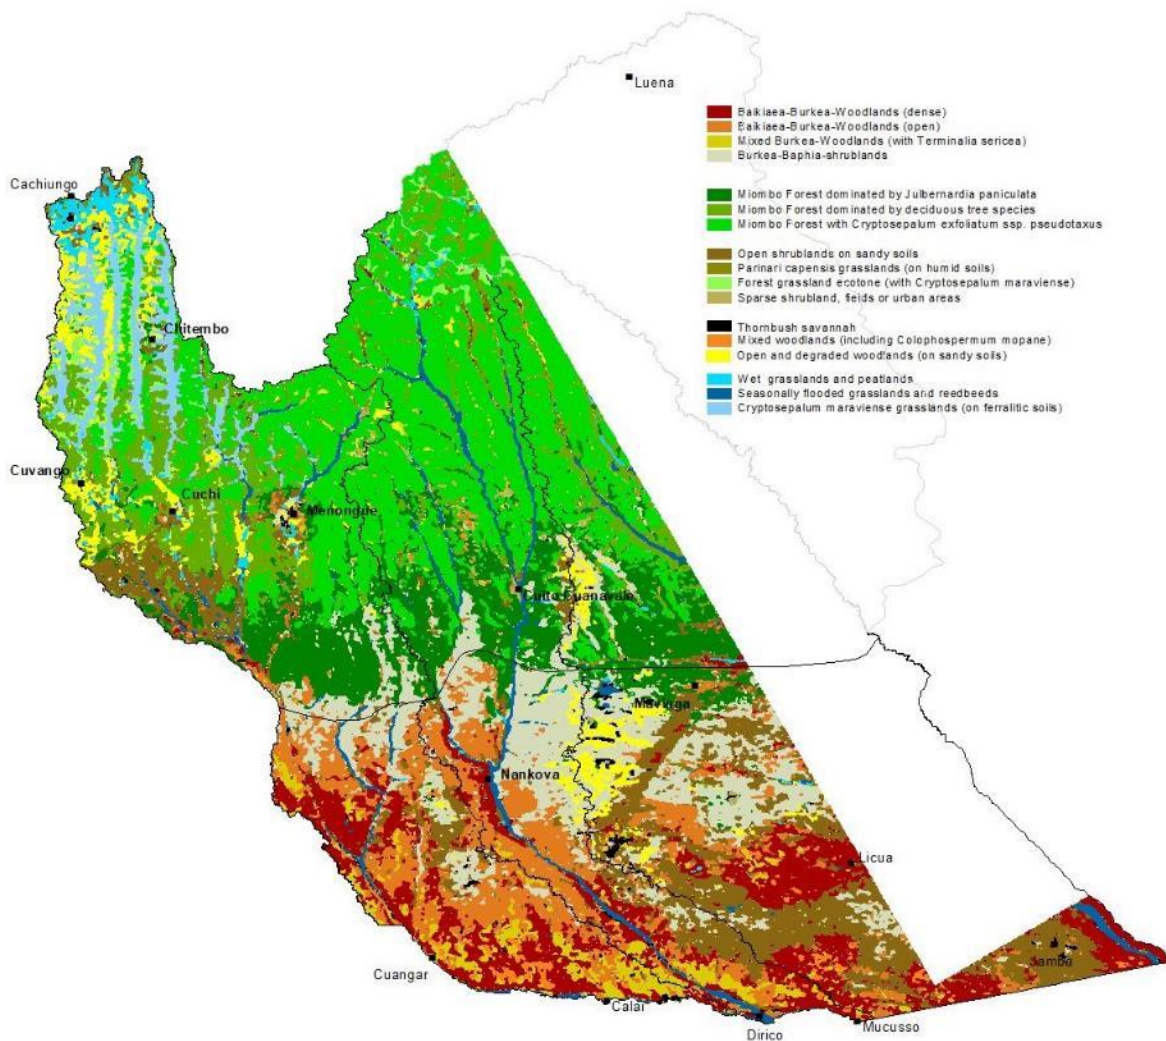 Luena
Baikiaea-Burkea-Woodlands (dense)
Baikiaea-Burkea-Woodlands (open)
Mixed Burkea-Woodlands (with Terminalia sericea)
Burkea-Baphia-shrublands
Miombo Forest dominated by Julbernardia paniculata
Miombo Forest dominated by deciduous tree species
Miombo Forest with Cryptosepalum exfoliatum ssp. pseudotaxus
Open shrublands on sandy soils
Parinari capensis grasslands (on humid soils)
Forest grassland ecotone (with Cryptosepalum maraviense)
Sparse shrubland, fields or urban areas
Thornbush savannah
Mixed woodlands (including Colophospermum mopane)
Open and degraded woodlands (on sandy soils)
Wet grasslands and peatlands
Seasonally flooded grasslands and reedbeeds
Cryptosepalum maraviense grasslands (on ferralitic soils)
Cachiungo
Chitembo
Cuvango
Cuchi
Menongue
Cuito Cuanavale
Mavinga
Nankova
Licua
Jamba
Cuangar
Calai
Dirico
Mucusso